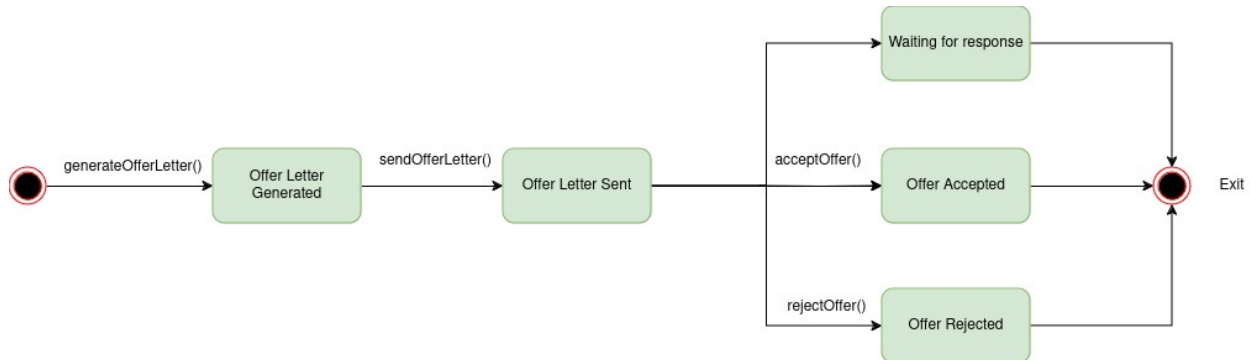 Waiting for response
generateOfferLetter()
Offer Letter
Generated
sendOfferLetter()
Offer Letter Sent
acceptOffer()
Offer Accepted
Exit
rejectOffer()
Offer Rejected